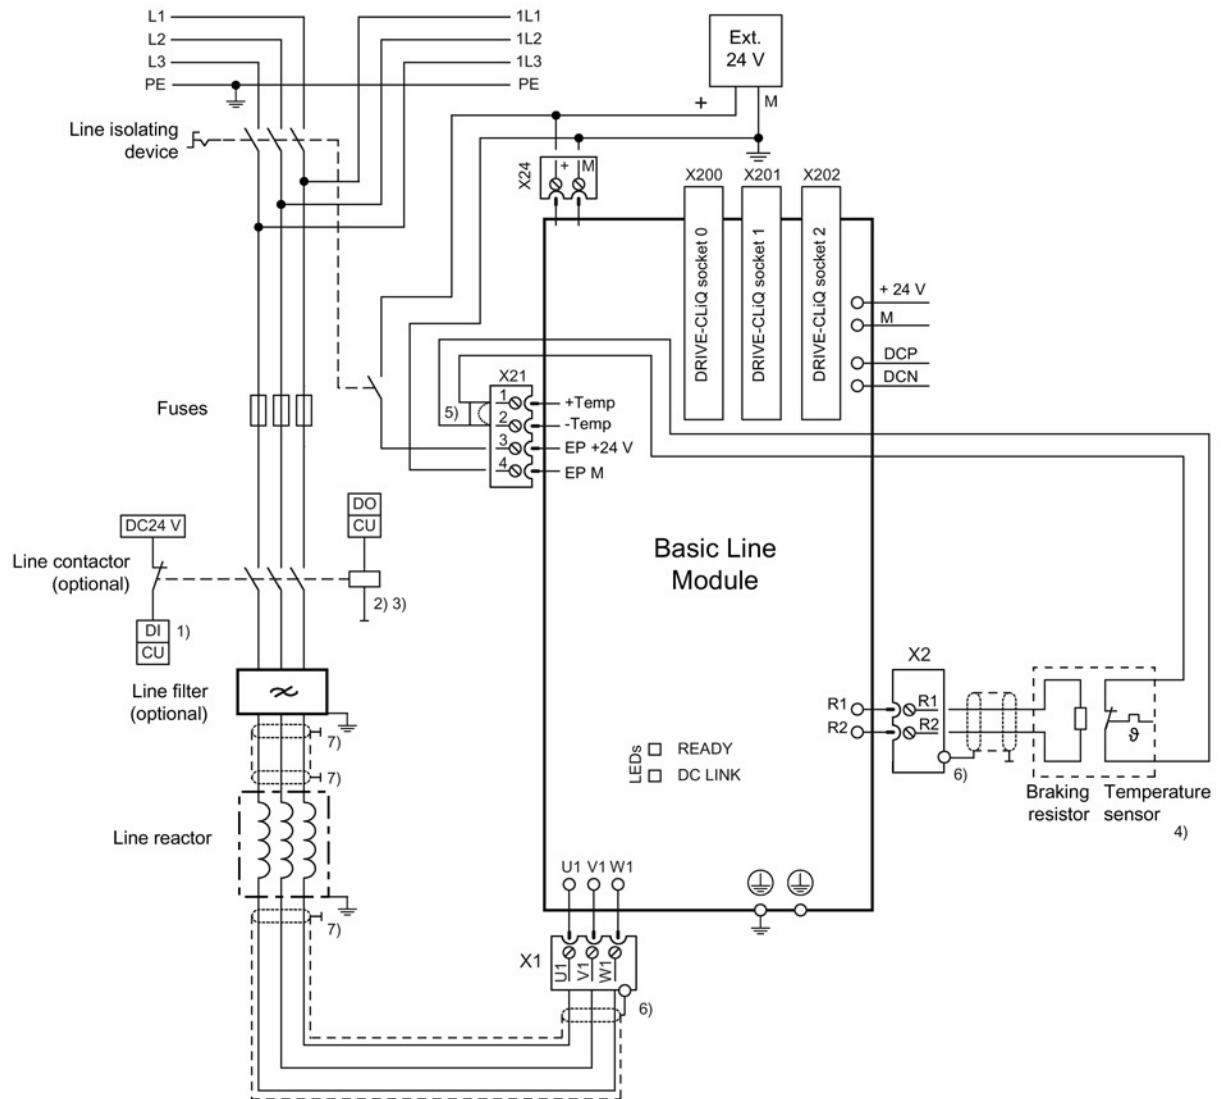 L1
1L1
L2
1L2
L3
1L3
PE
PE
Ext.
24 V
+
M
Line isolating
device
X24
+
M
X200
X201
X202
DRIVE-CLiQ socket 0
DRIVE-CLiQ socket 1
DRIVE-CLiQ socket 2
+ 24 V
M
DCP
DCN
X21
Fuses
5)
1
+Temp
2
-Temp
3
EP +24 V
4
EP M
DC24 V
DO
CU
Basic Line
Module
Line contactor
(optional)
2) 3)
DI
CU
1)
X2
Line filter
(optional)
7)
7)
R1
R1
R2
R2
LEDs
READY
DC LINK
6)
ϑ
Braking
resistor
Temperature
sensor
4)
Line reactor
7)
U1
V1
W1
X1
U1
V1
W1
6)